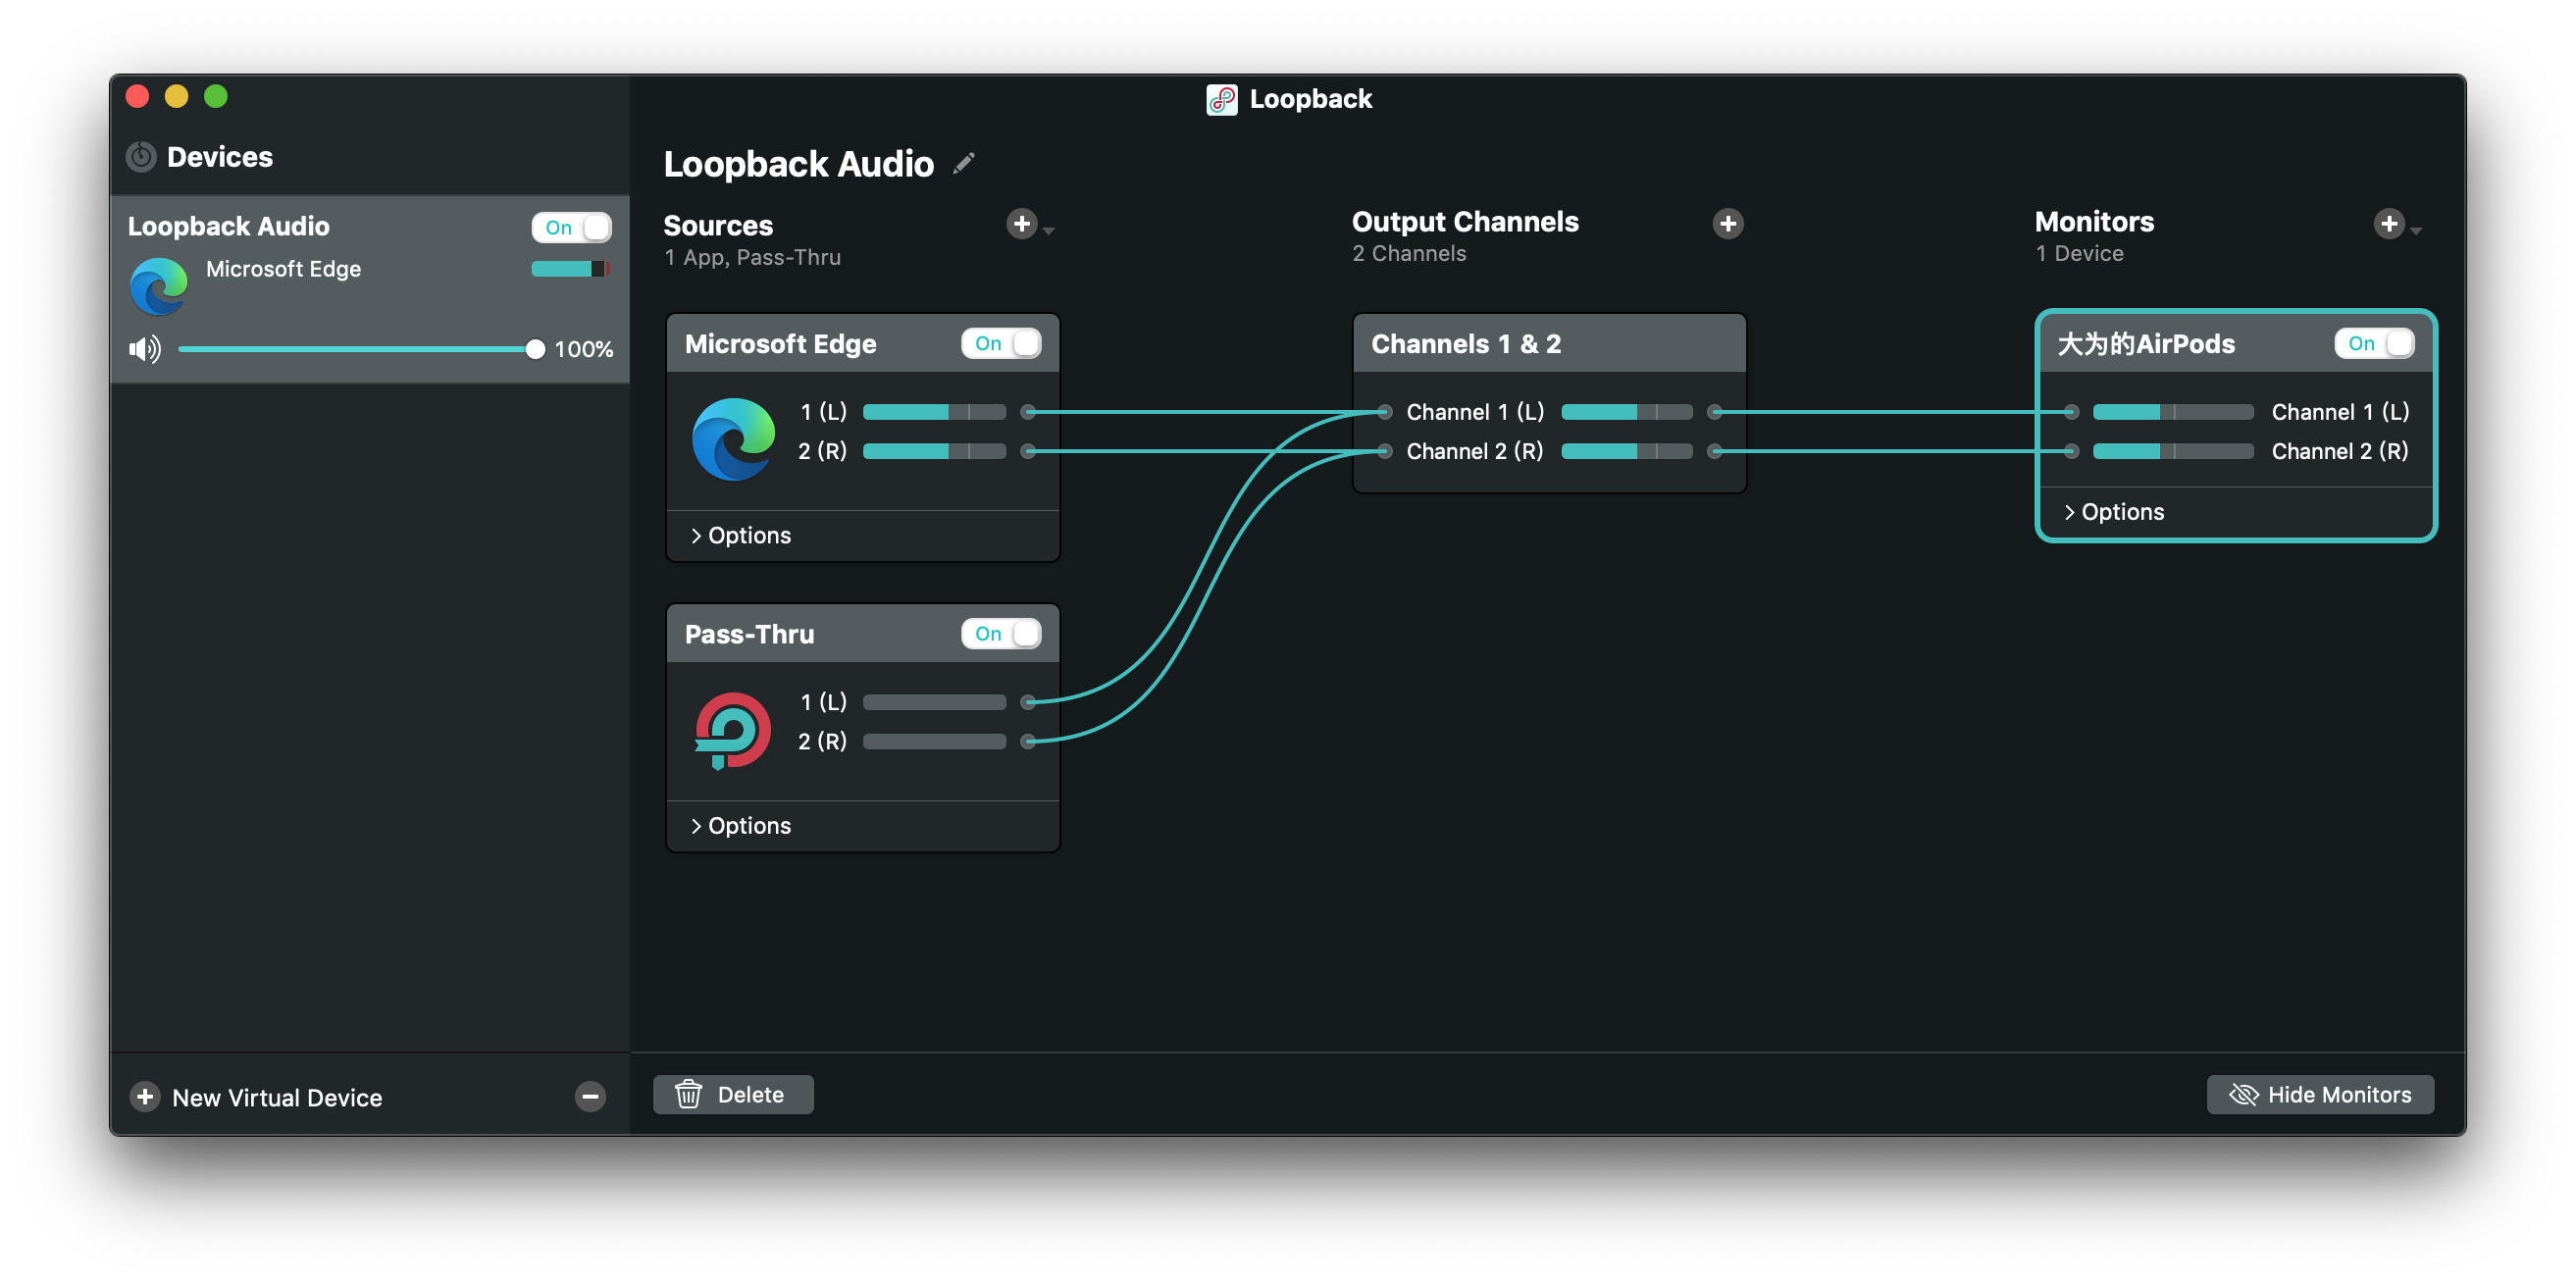 Loopback
Devices
Loopback Audio
On
Microsoft Edge
100%
New Virtual Device
Loopback Audio
Sources
1 App, Pass-Thru
Output Channels
2 Channels
Monitors
1 Device
Microsoft Edge
On
1 (L)
2 (R)
Options
Pass-Thru
On
1 (L)
2 (R)
Options
Channels 1 & 2
Channel 1 (L)
Channel 2 (R)
大为的AirPods
On
Channel 1 (L)
Channel 2 (R)
Options
Delete
Hide Monitors